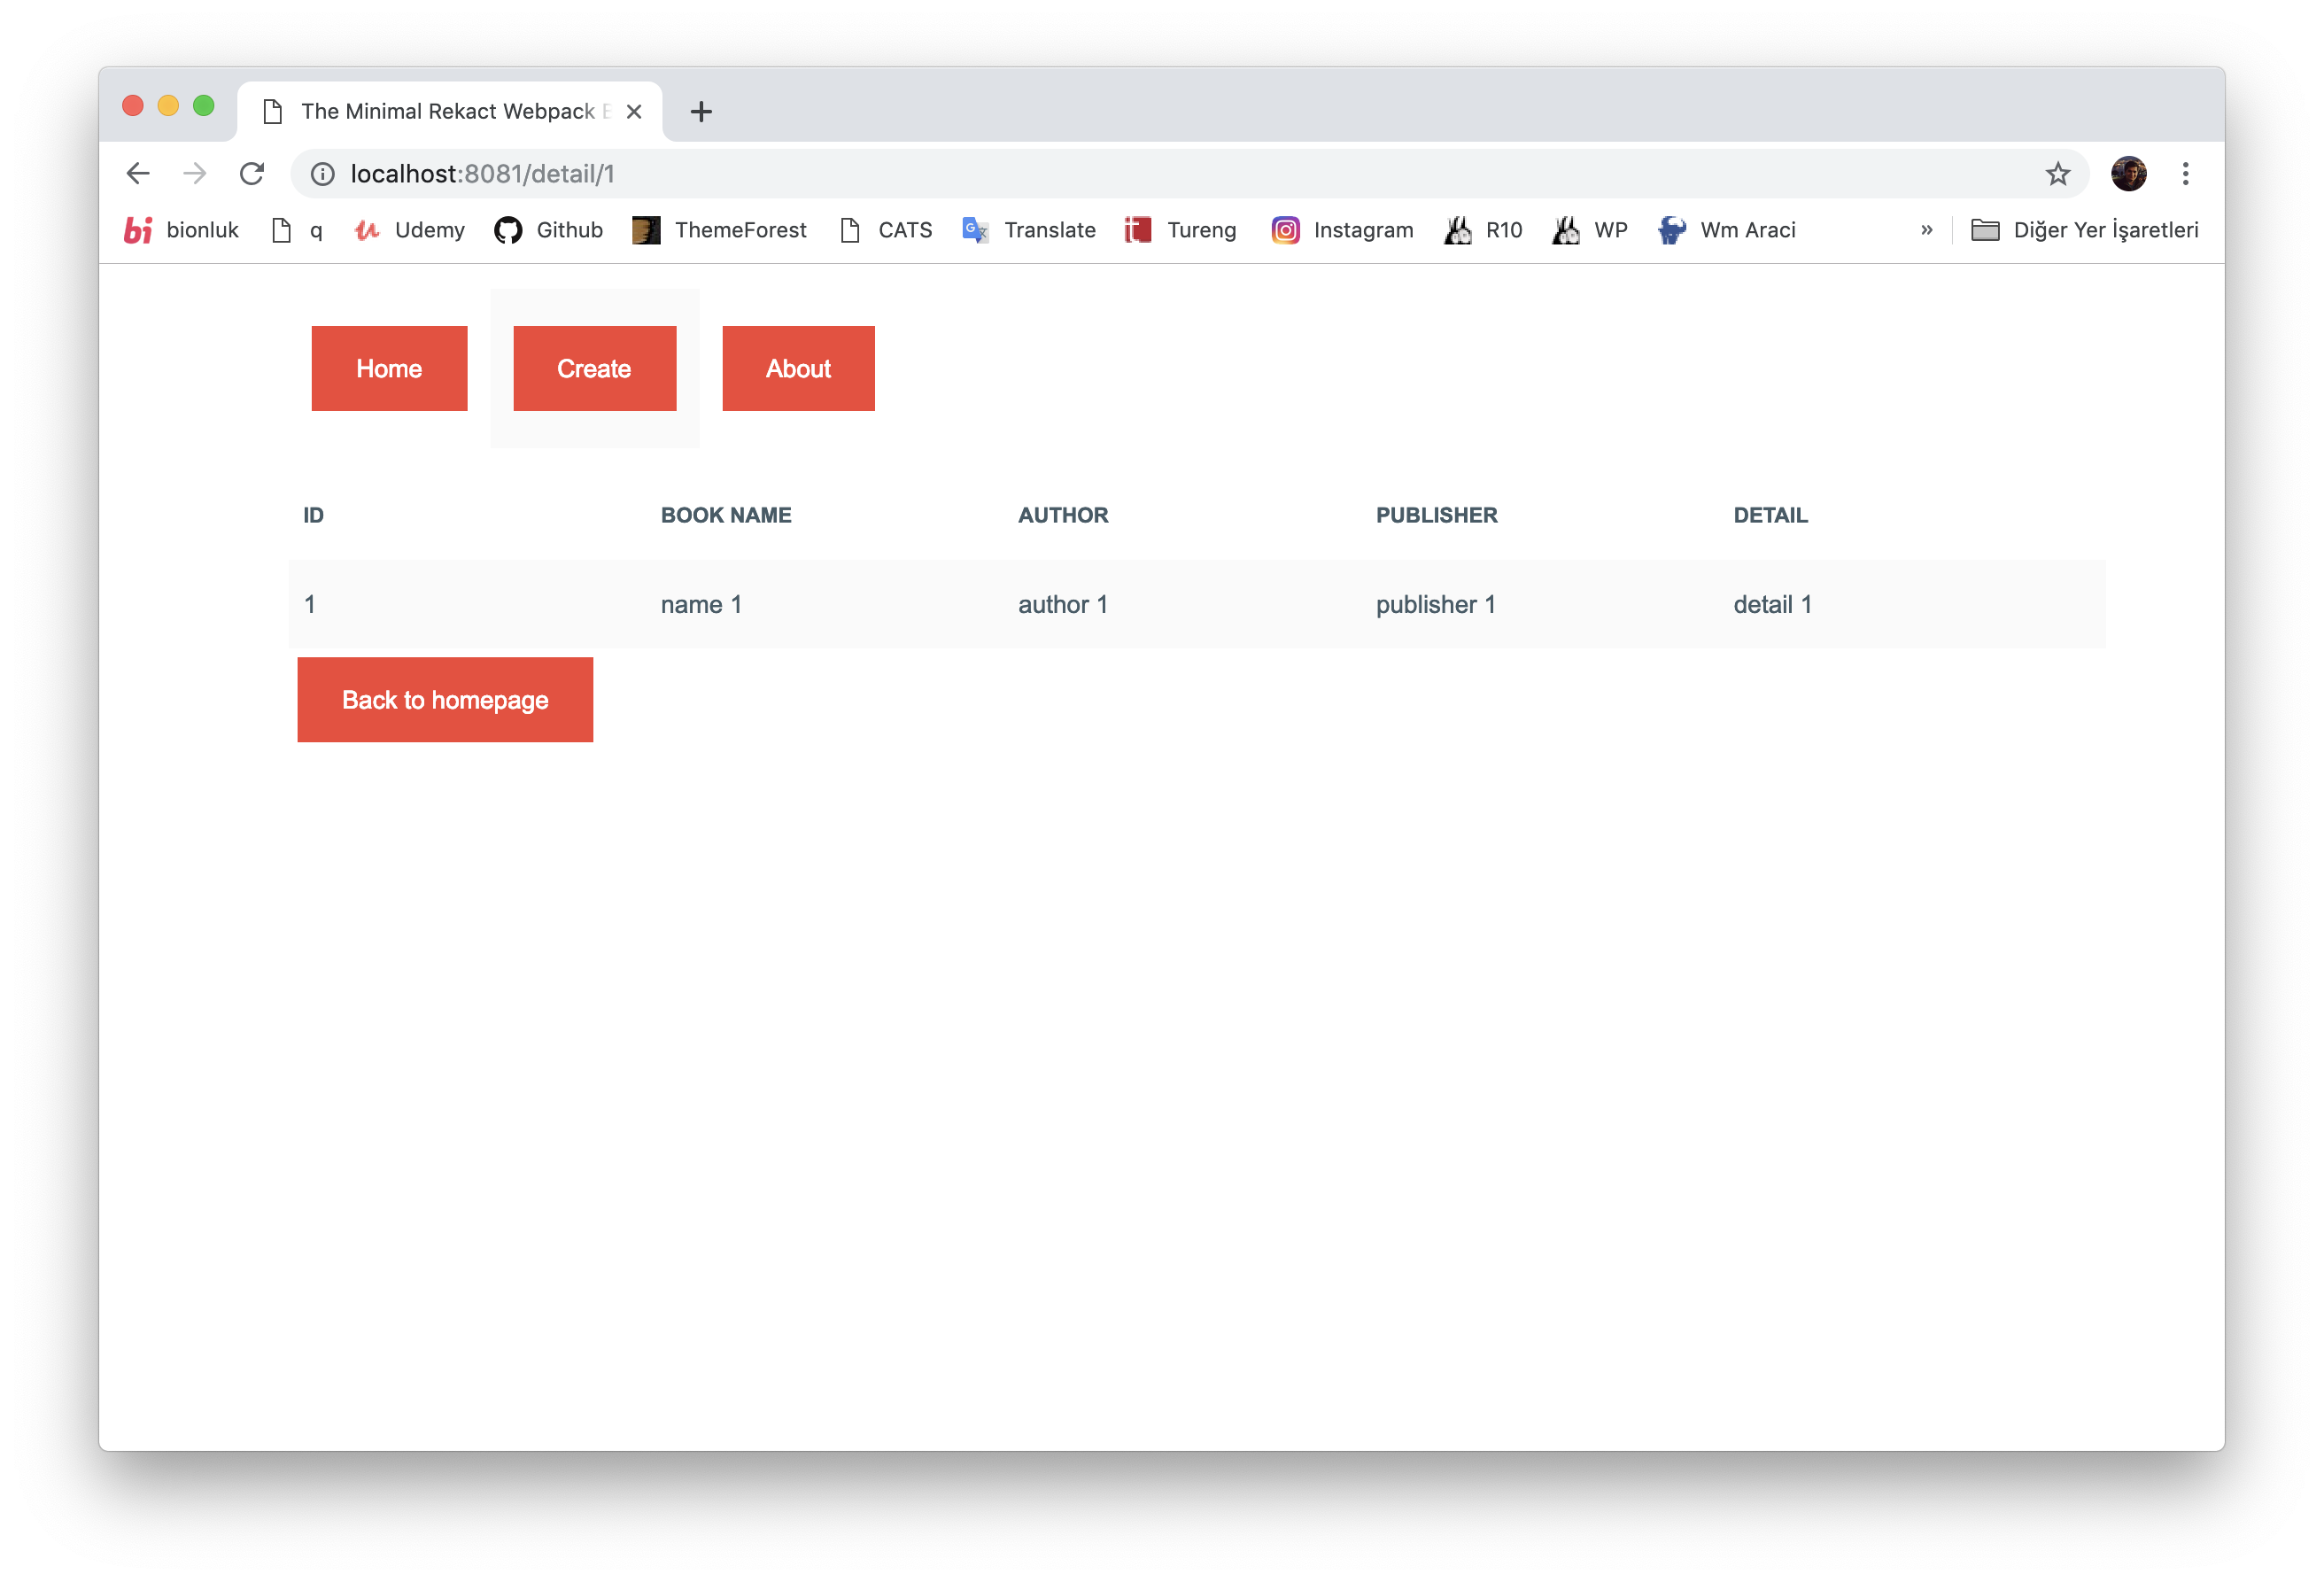 The Minimal Rekact Webpack
localhost:8081/detail/1
bi bionluk q Udemy Github ThemeForest CATS Translate Tureng Instagram R10 WP Wm Araci » Diğer Yer İşaretleri
Home Create About
ID BOOK NAME AUTHOR PUBLISHER DETAIL
1 name 1 author 1 publisher 1 detail 1
Back to homepage